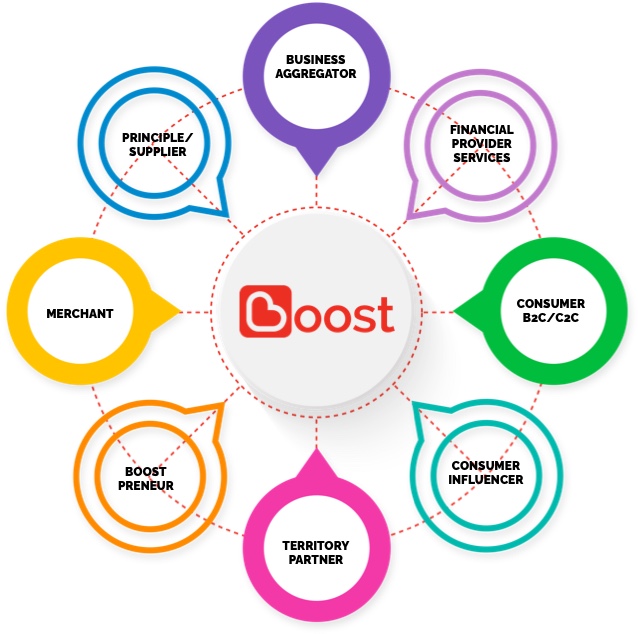 BUSINESS
AGGREGATOR
PRINCIPLE/
SUPPLIER
FINANCIAL
PROVIDER
SERVICES
MERCHANT
Boost
CONSUMER
B2C/C2C
BOOST
PRENEUR
CONSUMER
INFLUENCER
TERRITORY
PARTNER